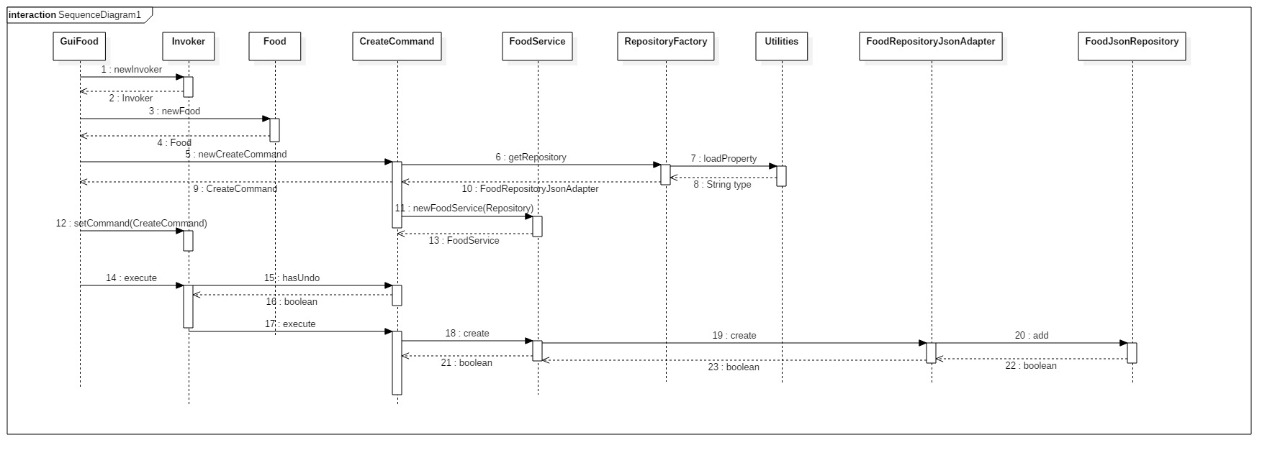 interaction SequenceDiagram1
GuiFood
Invoker
Food
CreateCommand
FoodService
RepositoryFactory
Utilities
FoodRepositoryJsonAdapter
FoodJsonRepository
1 : newInvoker
2 : Invoker
3 : newFood
4 : Food
5 : newCreateCommand
6 : getRepository
7 : loadProperty
8 : String type
9 : CreateCommand
10 : FoodRepositoryJsonAdapter
11 : newFoodService(Repository)
12 : setCommand(CreateCommand)
13 : FoodService
14 : execute
15 : hasUndo
16 : boolean
17 : execute
18 : create
19 : create
20 : add
21 : boolean
22 : boolean
23 : boolean